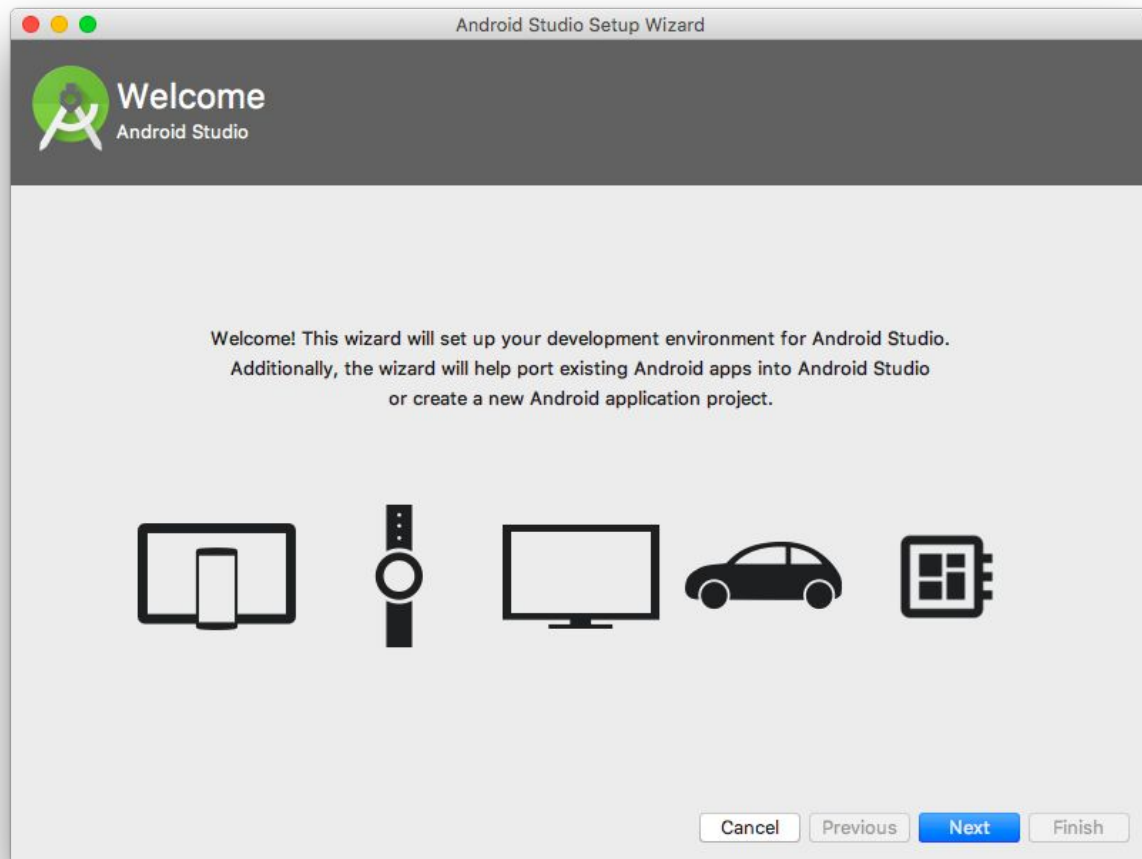 Android Studio Setup Wizard
Welcome
Android Studio
Welcome! This wizard will set up your development environment for Android Studio.
Additionally, the wizard will help port existing Android apps into Android Studio
or create a new Android application project.
Cancel Previous Next Finish